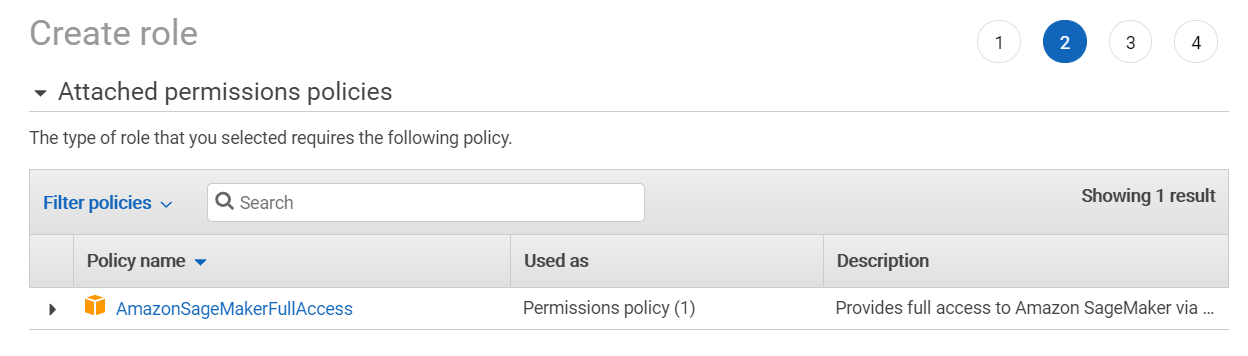 Create role
1 2 3 4
Attached permissions policies
The type of role that you selected requires the following policy.
Filter policies Search Showing 1 result
Policy name Used as Description
AmazonSageMakerFullAccess Permissions policy (1) Provides full access to Amazon SageMaker via ...